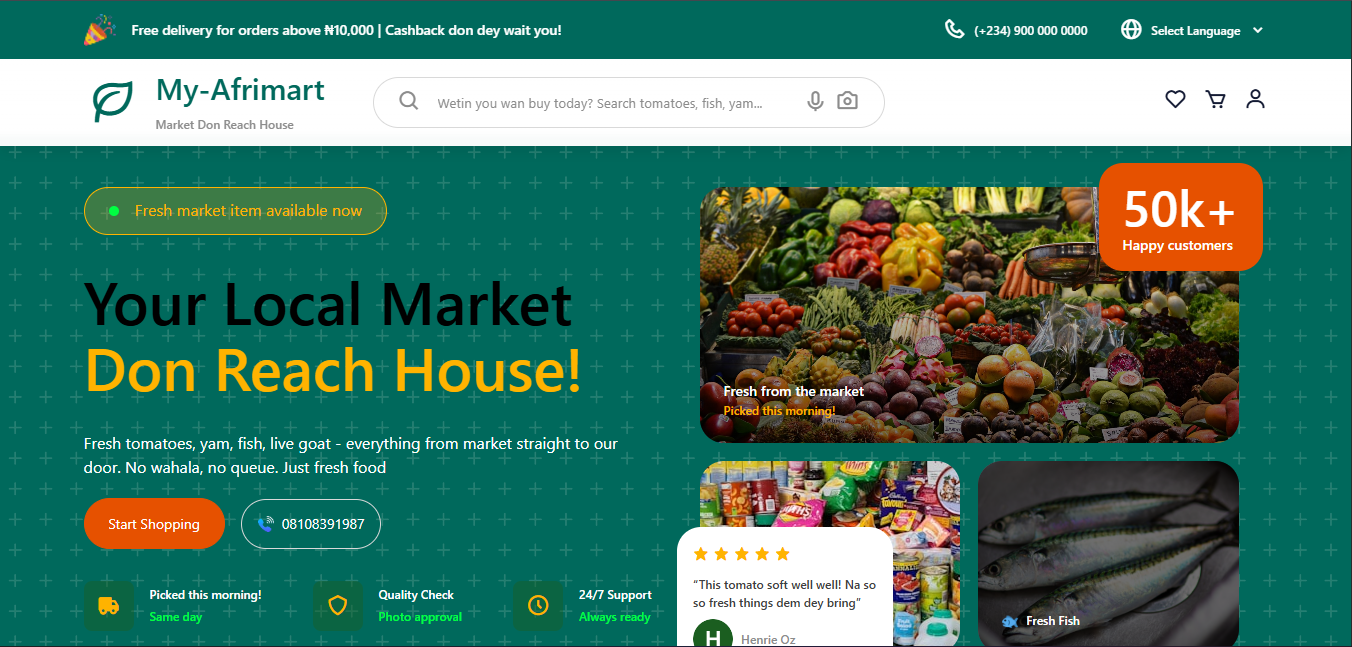 Free delivery for orders above ₦10,000 | Cashback don dey wait you!
(+234) 900 000 0000
Select Language
My-Afrimart
Market Don Reach House
Wetin you wan buy today? Search tomatoes, fish, yam...
Fresh market item available now
50k+
Happy customers
Your Local Market
Don Reach House!
Fresh from the market
Picked this morning!
Fresh tomatoes, yam, fish, live goat - everything from market straight to our
door. No wahala, no queue. Just fresh food
Start Shopping
08108391987
Picked this morning!
Same day
Quality Check
Photo approval
24/7 Support
Always ready
“This tomato soft well well! Na so
so fresh things dem dey bring”
H
Henrie Oz
Fresh Fish